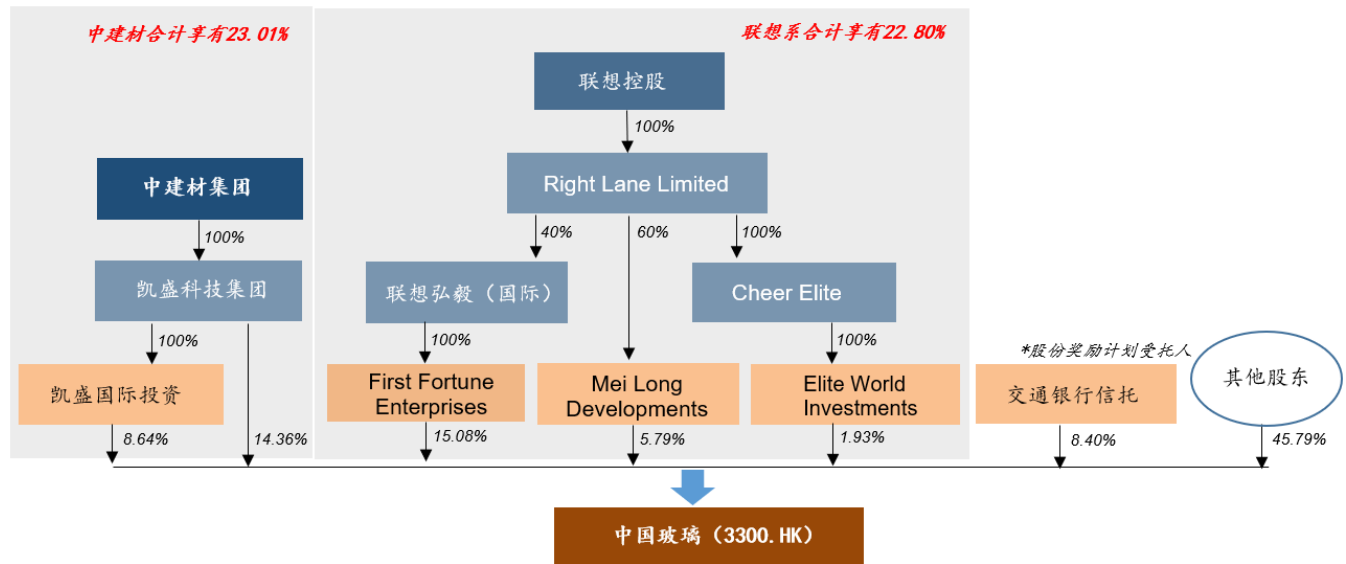 中建材合计享有23.01%
联想系合计享有22.80%
联想控股
100%
Right Lane Limited
中建材集团
100%
40%
60%
100%
凯盛科技集团
联想弘毅（国际）
Cheer Elite
100%
100%
100%
*股份奖励计划受托人
凯盛国际投资
First Fortune
Enterprises
Mei Long
Developments
Elite World
Investments
交通银行信托
其他股东
8.64%
14.36%
15.08%
5.79%
1.93%
8.40%
45.79%
中国玻璃（3300.HK）